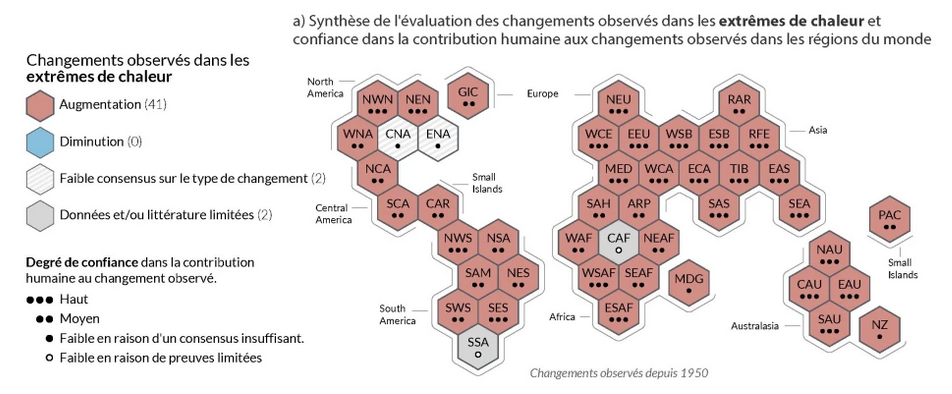 a) Synthèse de l'évaluation des changements observés dans les extrêmes de chaleur et
confiance dans la contribution humaine aux changements observés dans les régions du monde
Changements observés dans les
extrêmes de chaleur
Augmentation (41)
Diminution (0)
Faible consensus sur le type de changement (2)
Données et/ou littérature limitées (2)
Degré de confiance dans la contribution
humaine au changement observé.
Haut
Moyen
Faible en raison d'un consensus insuffisant.
Faible en raison de preuves limitées
North
America
NWN
NEN
GIC
WNA
CNA
ENA
NCA
Central
America
SCA
CAR
Small
Islands
NWS
NSA
SAM
NES
South
America
SWS
SES
SSA
Europe
NEU
RAR
WCE
EEU
WSB
ESB
RFE
Asia
MED
WCA
ECA
TIB
EAS
SAH
ARP
SAS
SEA
WAF
CAF
NEAF
WSAF
SEAF
MDG
Africa
ESAF
PAC
Small
Islands
NAU
CAU
EAU
Australasia
SAU
NZ
Changements observés depuis 1950